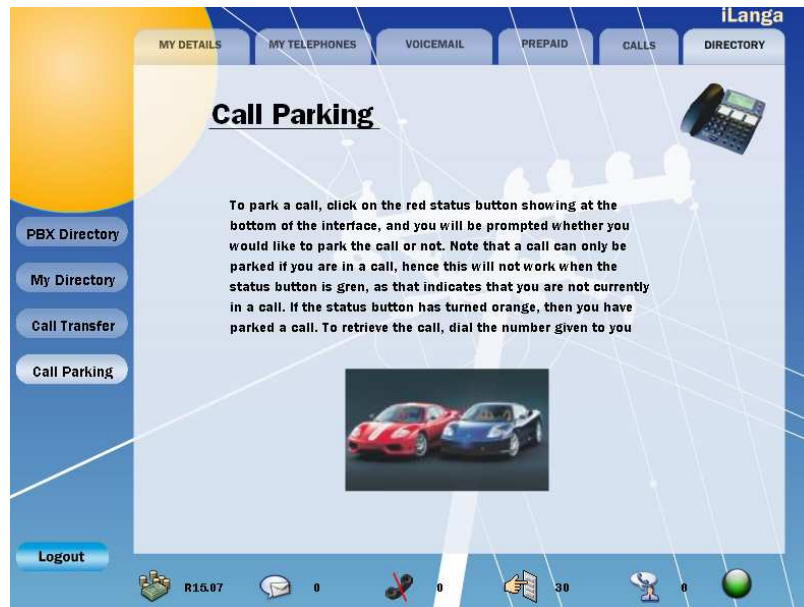 iLanga
MY DETAILS MY TELEPHONES VOICEMAIL PREPAID CALLS DIRECTORY
Call Parking
To park a call, click on the red status button showing at the
bottom of the interface, and you will be prompted whether you
would like to park the call or not. Note that a call can only be
parked if you are in a call, hence this will not work when the
status button is gren, as that indicates that you are not currently
in a call. If the status button has turned orange, then you have
parked a call. To retrieve the call, dial the number given to you
PBX Directory
My Directory
Call Transfer
Call Parking
Logout
R15.07 0 0 30 0